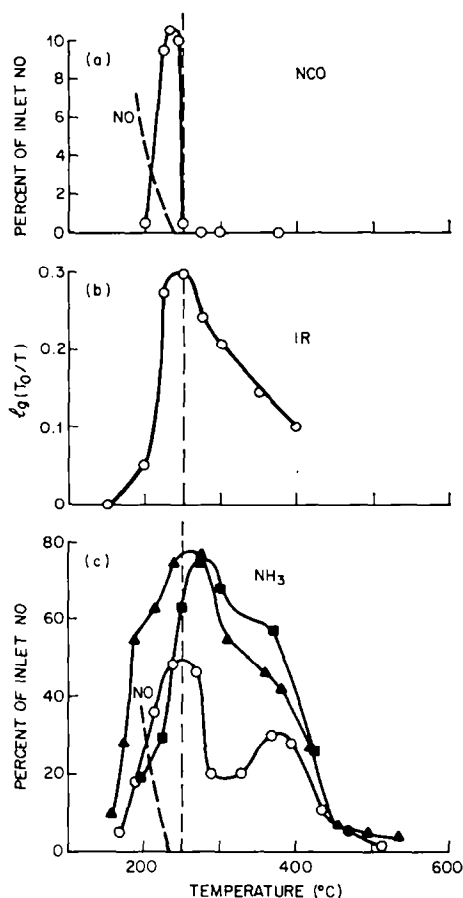 PERCENT OF INLET NO
10
8
6
4
2
0
(a)
NCO
NO
ℓg(T₀/T)
0.3
0.2
0.1
0
(b)
IR
PERCENT OF INLET NO
80
60
40
20
0
(c)
NH₃
NO
200
400
600
TEMPERATURE (°C)